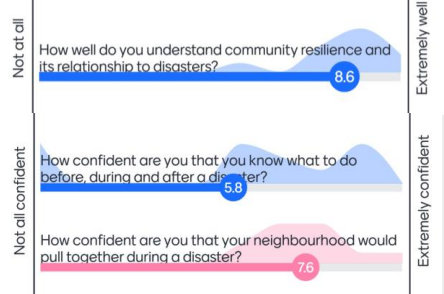 Not at all
How well do you understand community resilience and
its relationship to disasters?
8.6
Extremely well
Not all confident
How confident are you that you know what to do
before, during and after a disaster?
5.8
How confident are you that your neighbourhood would
pull together during a disaster?
7.6
Extremely confident